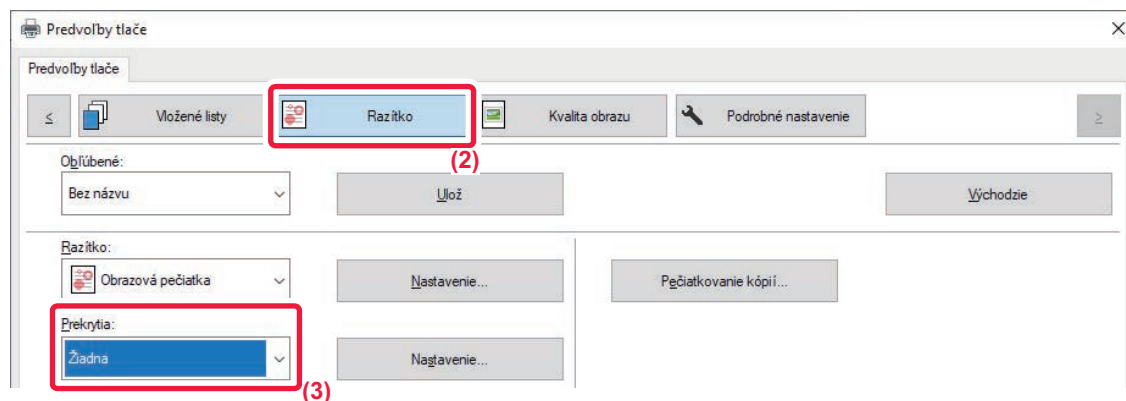 Predvoľby tlače
Predvoľby tlače
≤ Vložené listy Razítko Kvalita obrazu Podrobné nastavenie ≥
(2)
Obľúbené:
Bez názvu Ulož Východzie
Razítko:
Obrazová pečiatka Nastavenie... Pečiatkovanie kópií...
Prekrytia:
Žiadna Nastavenie...
(3)